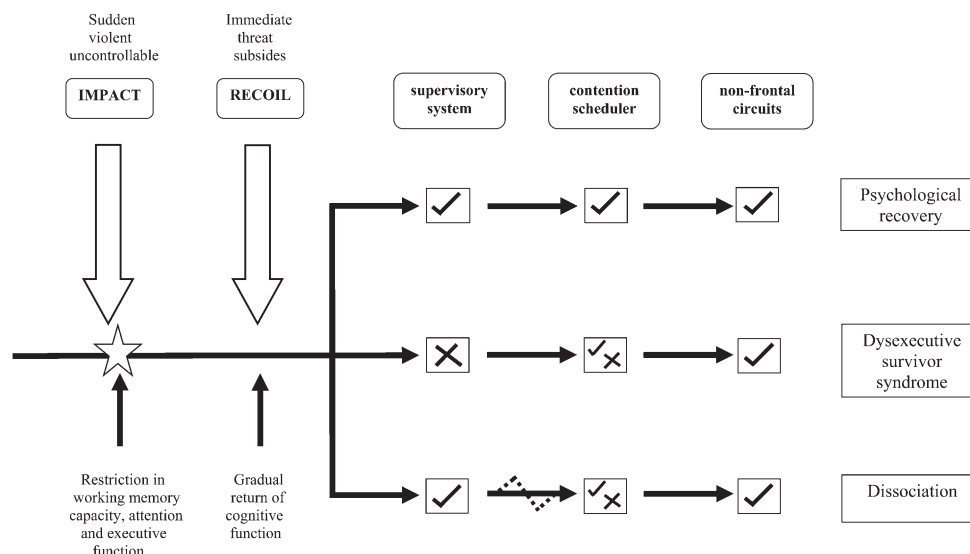 Sudden
violent
uncontrollable
IMPACT
Immediate
threat
subsides
RECOIL
supervisory
system
contention
scheduler
non-frontal
circuits
Psychological
recovery
Dysexecutive
survivor
syndrome
Dissociation
Restriction in
working memory
capacity, attention
and executive
function.
Gradual
return of
cognitive
function